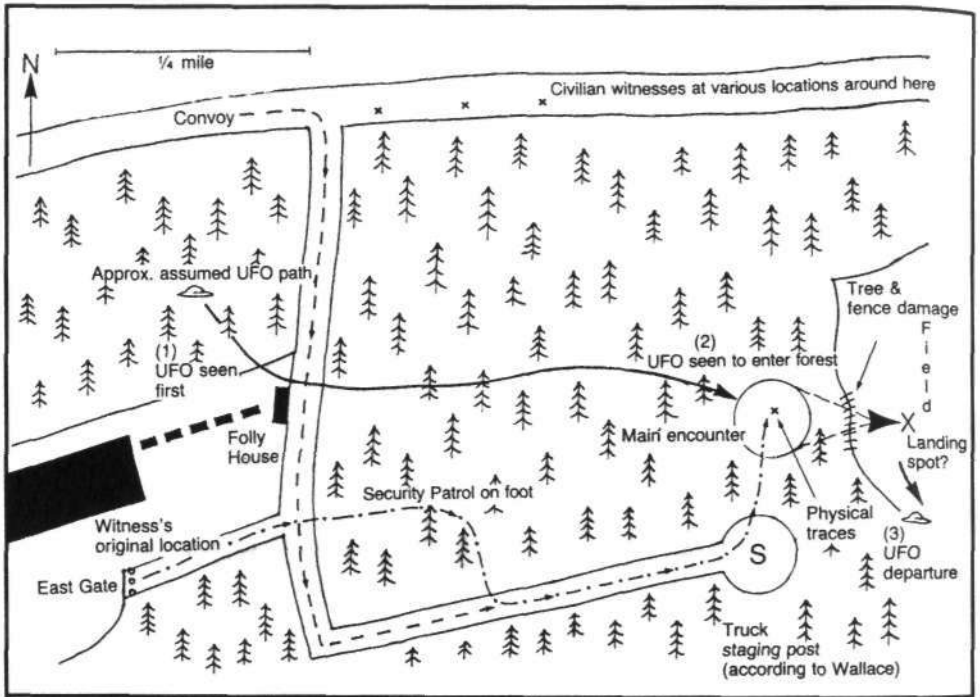 N
¼ mile
Convoy
Civilian witnesses at various locations around here
Approx. assumed UFO path
(1)
UFO seen
first
(2)
UFO seen to enter forest
Tree &
fence damage
F
i
e
l
d
Folly
House
Main encounter
X
Landing
spot?
Security Patrol on foot
Witness's
original location
Physical
traces
(3)
UFO
departure
East Gate
S
Truck
staging post
(according to Wallace)